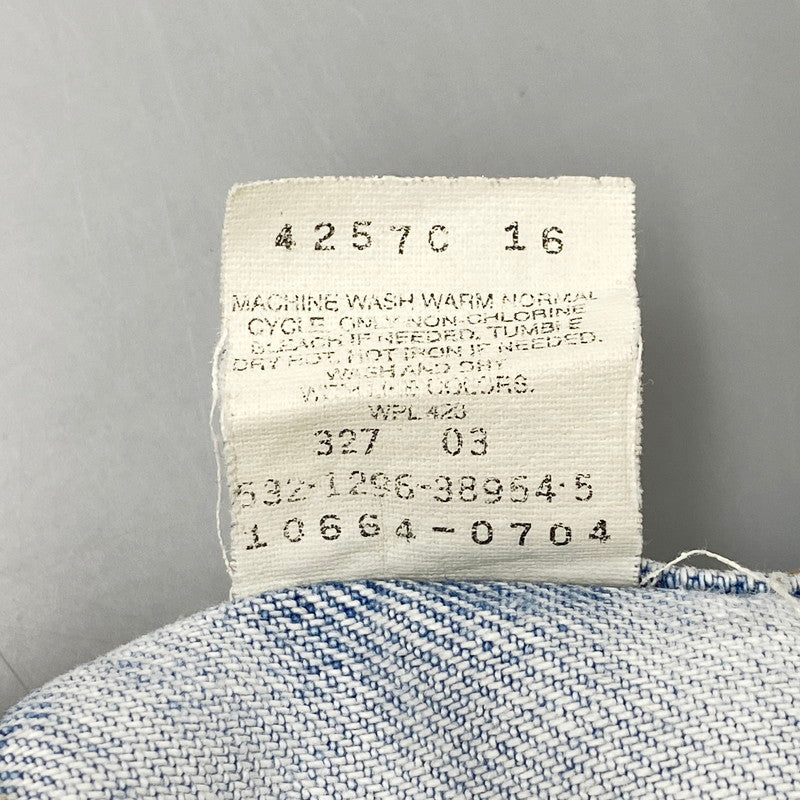 4257C 16
MACHINE WASH WARM NORMAL
CYCLE. ONLY NON-CHLORINE
BLEACH IF NEEDED. TUMBLE
DRY HOT. HOT IRON IF NEEDED.
WASH AND DRY
WITH LIKE COLORS.
WPL 423
327 03
532-1296-38954-5
10664-0704